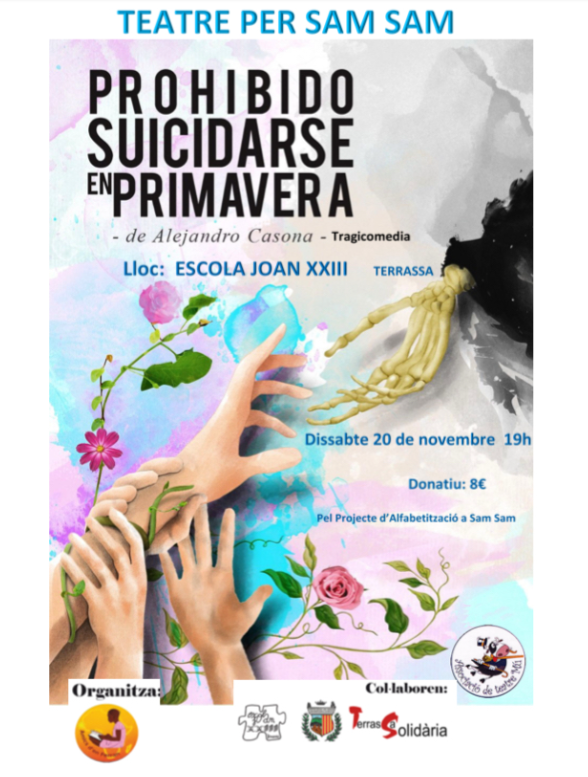 TEATRE PER SAM SAM
PROHIBIDO
SUICIDARSE
EN PRIMAVERA
- de Alejandro Casona - Tragicomedia
Lloc: ESCOLA JOAN XXIII TERRASSA
Dissabte 20 de novembre 19h
Donatiu: 8€
Pel Projecte d'Alfabetització a Sam Sam
Organitza:
Col·laboren:
Terrassa Solidària